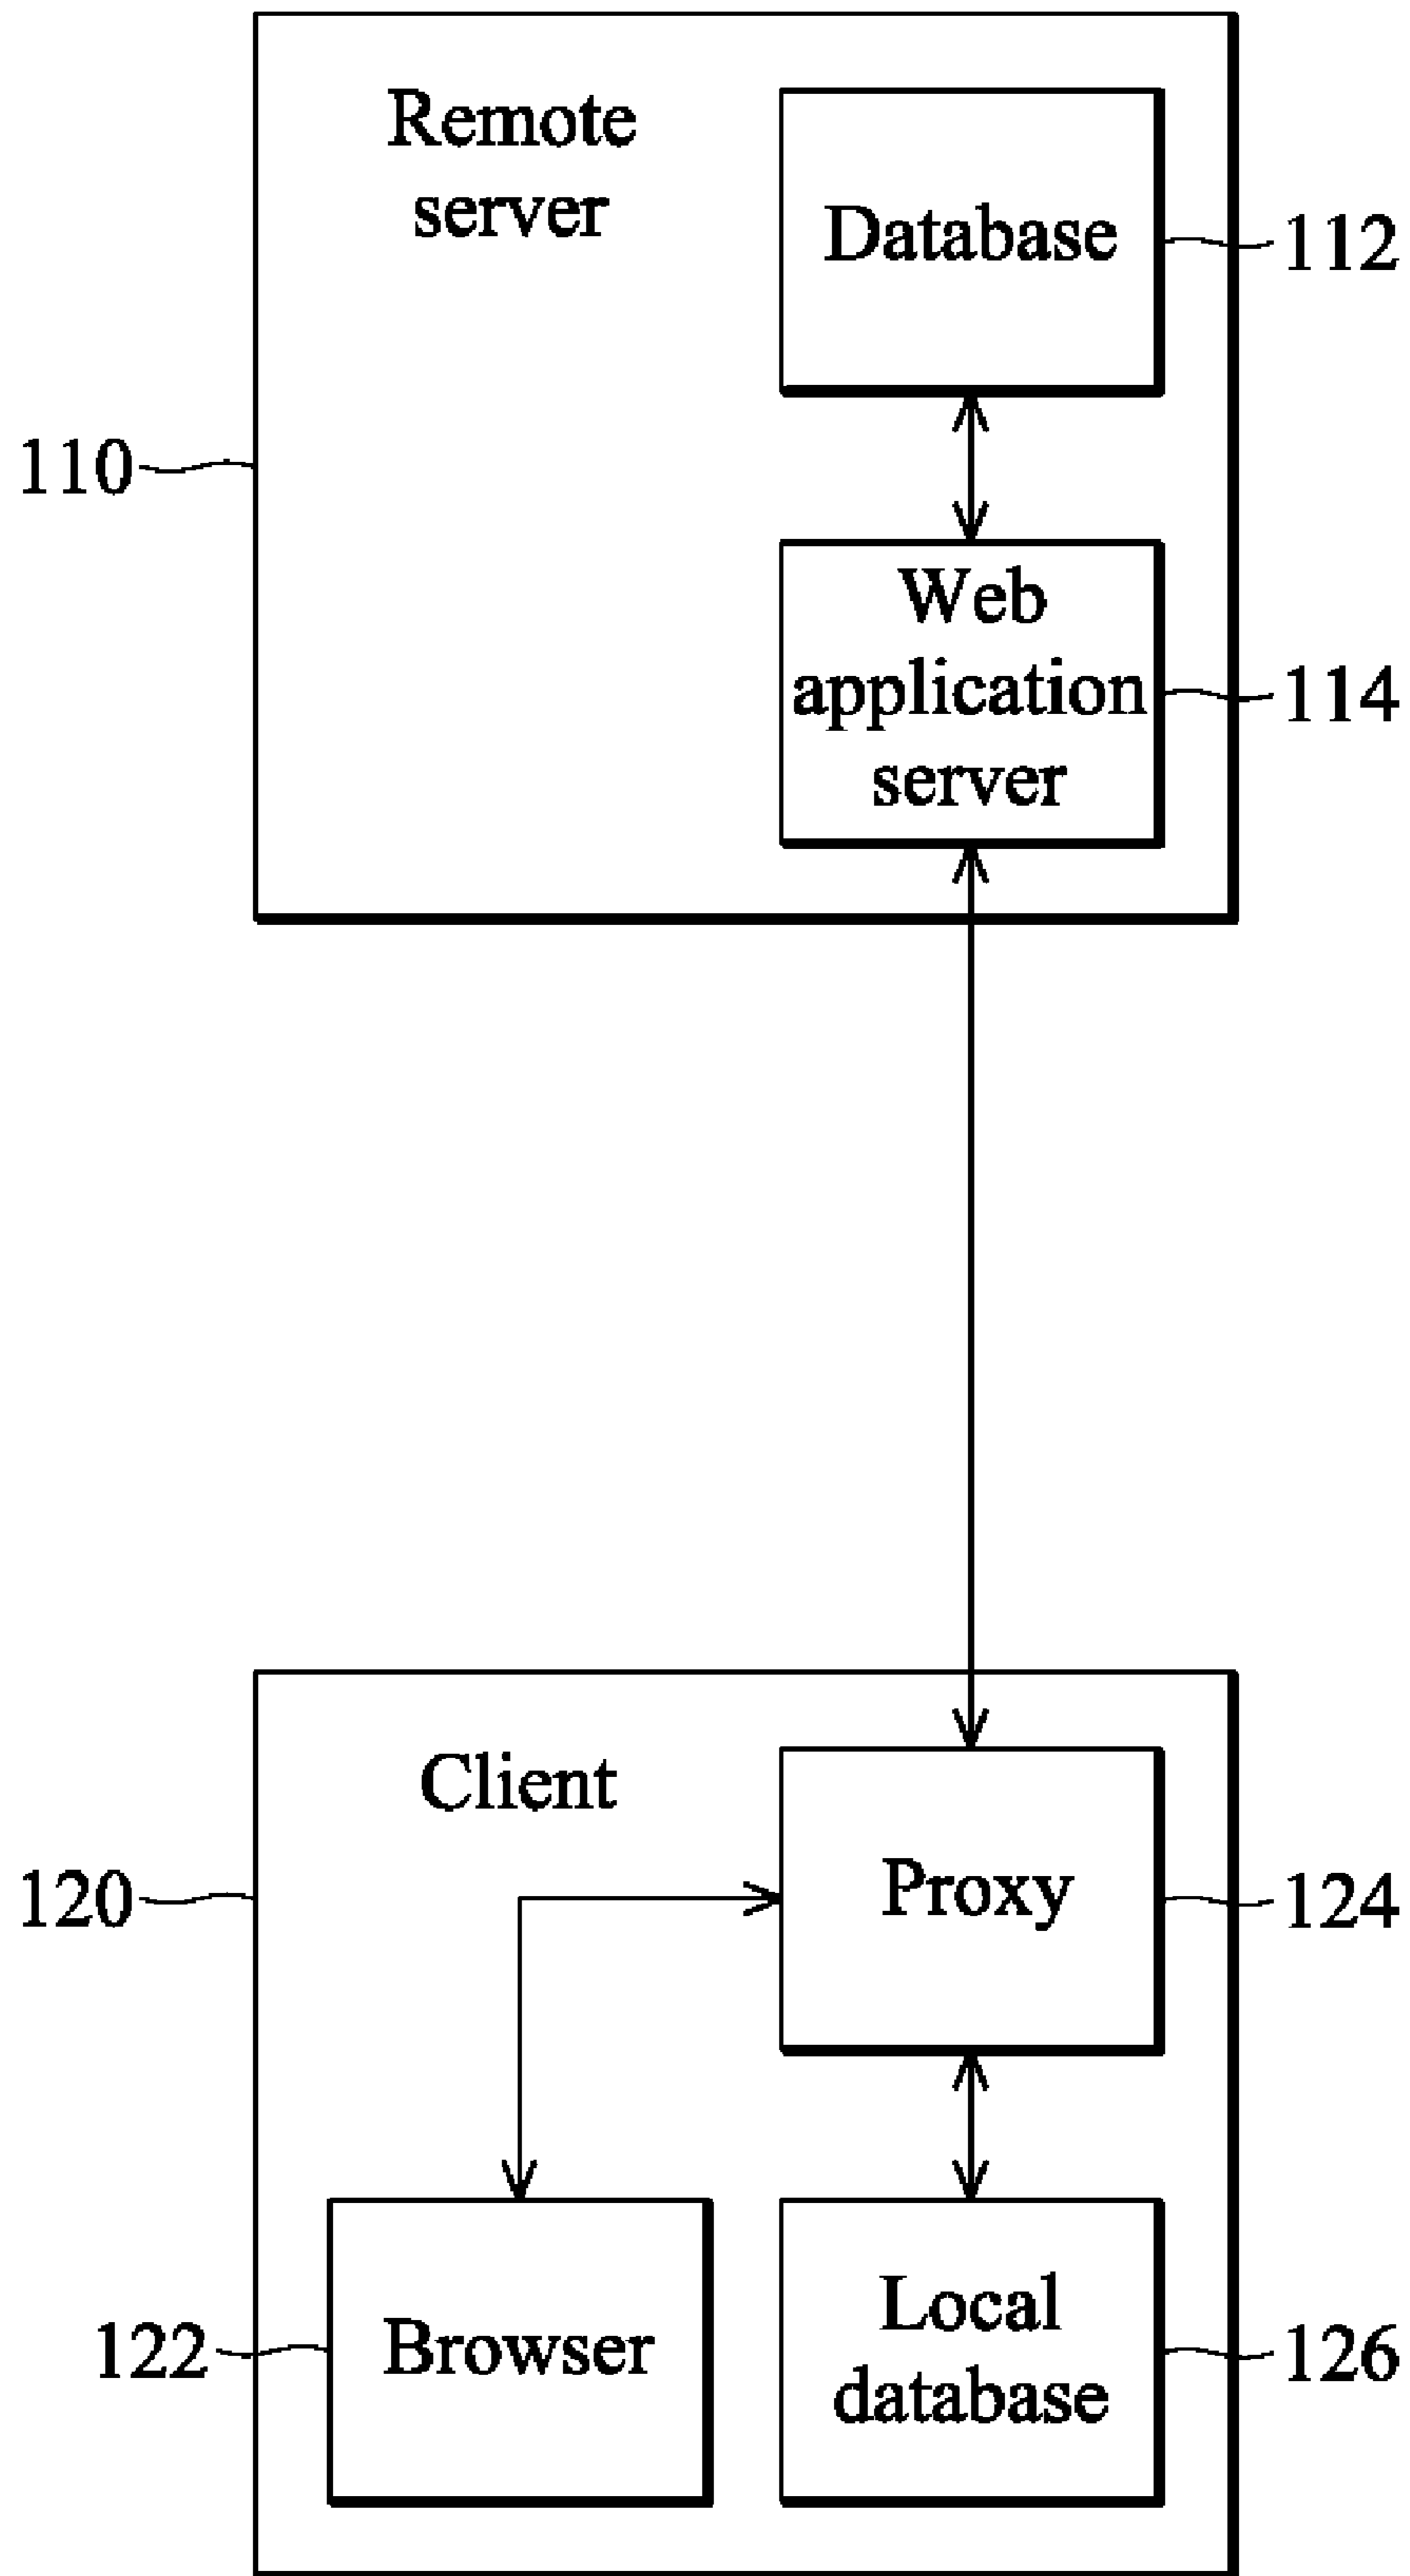 Remote
server
Database
112
110
Web
application
server
114
Client
Proxy
120
124
Browser
122
Local
database
126